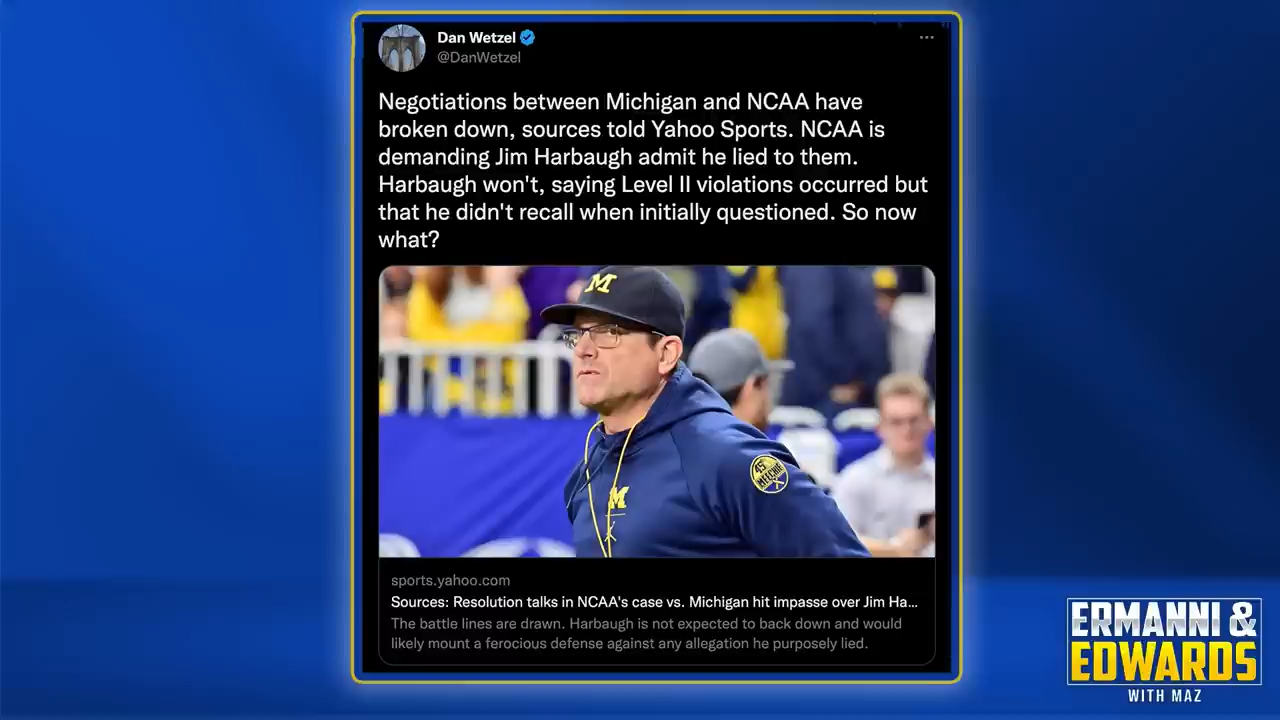 Dan Wetzel
@DanWetzel
Negotiations between Michigan and NCAA have
broken down, sources told Yahoo Sports. NCAA is
demanding Jim Harbaugh admit he lied to them.
Harbaugh won't, saying Level II violations occurred but
that he didn't recall when initially questioned. So now
what?
M
45
MEECHIE
M
sports.yahoo.com
Sources: Resolution talks in NCAA's case vs. Michigan hit impasse over Jim Ha...
The battle lines are drawn. Harbaugh is not expected to back down and would
likely mount a ferocious defense against any allegation he purposely lied.
ERMANNI &
EDWARDS
WITH MAZ